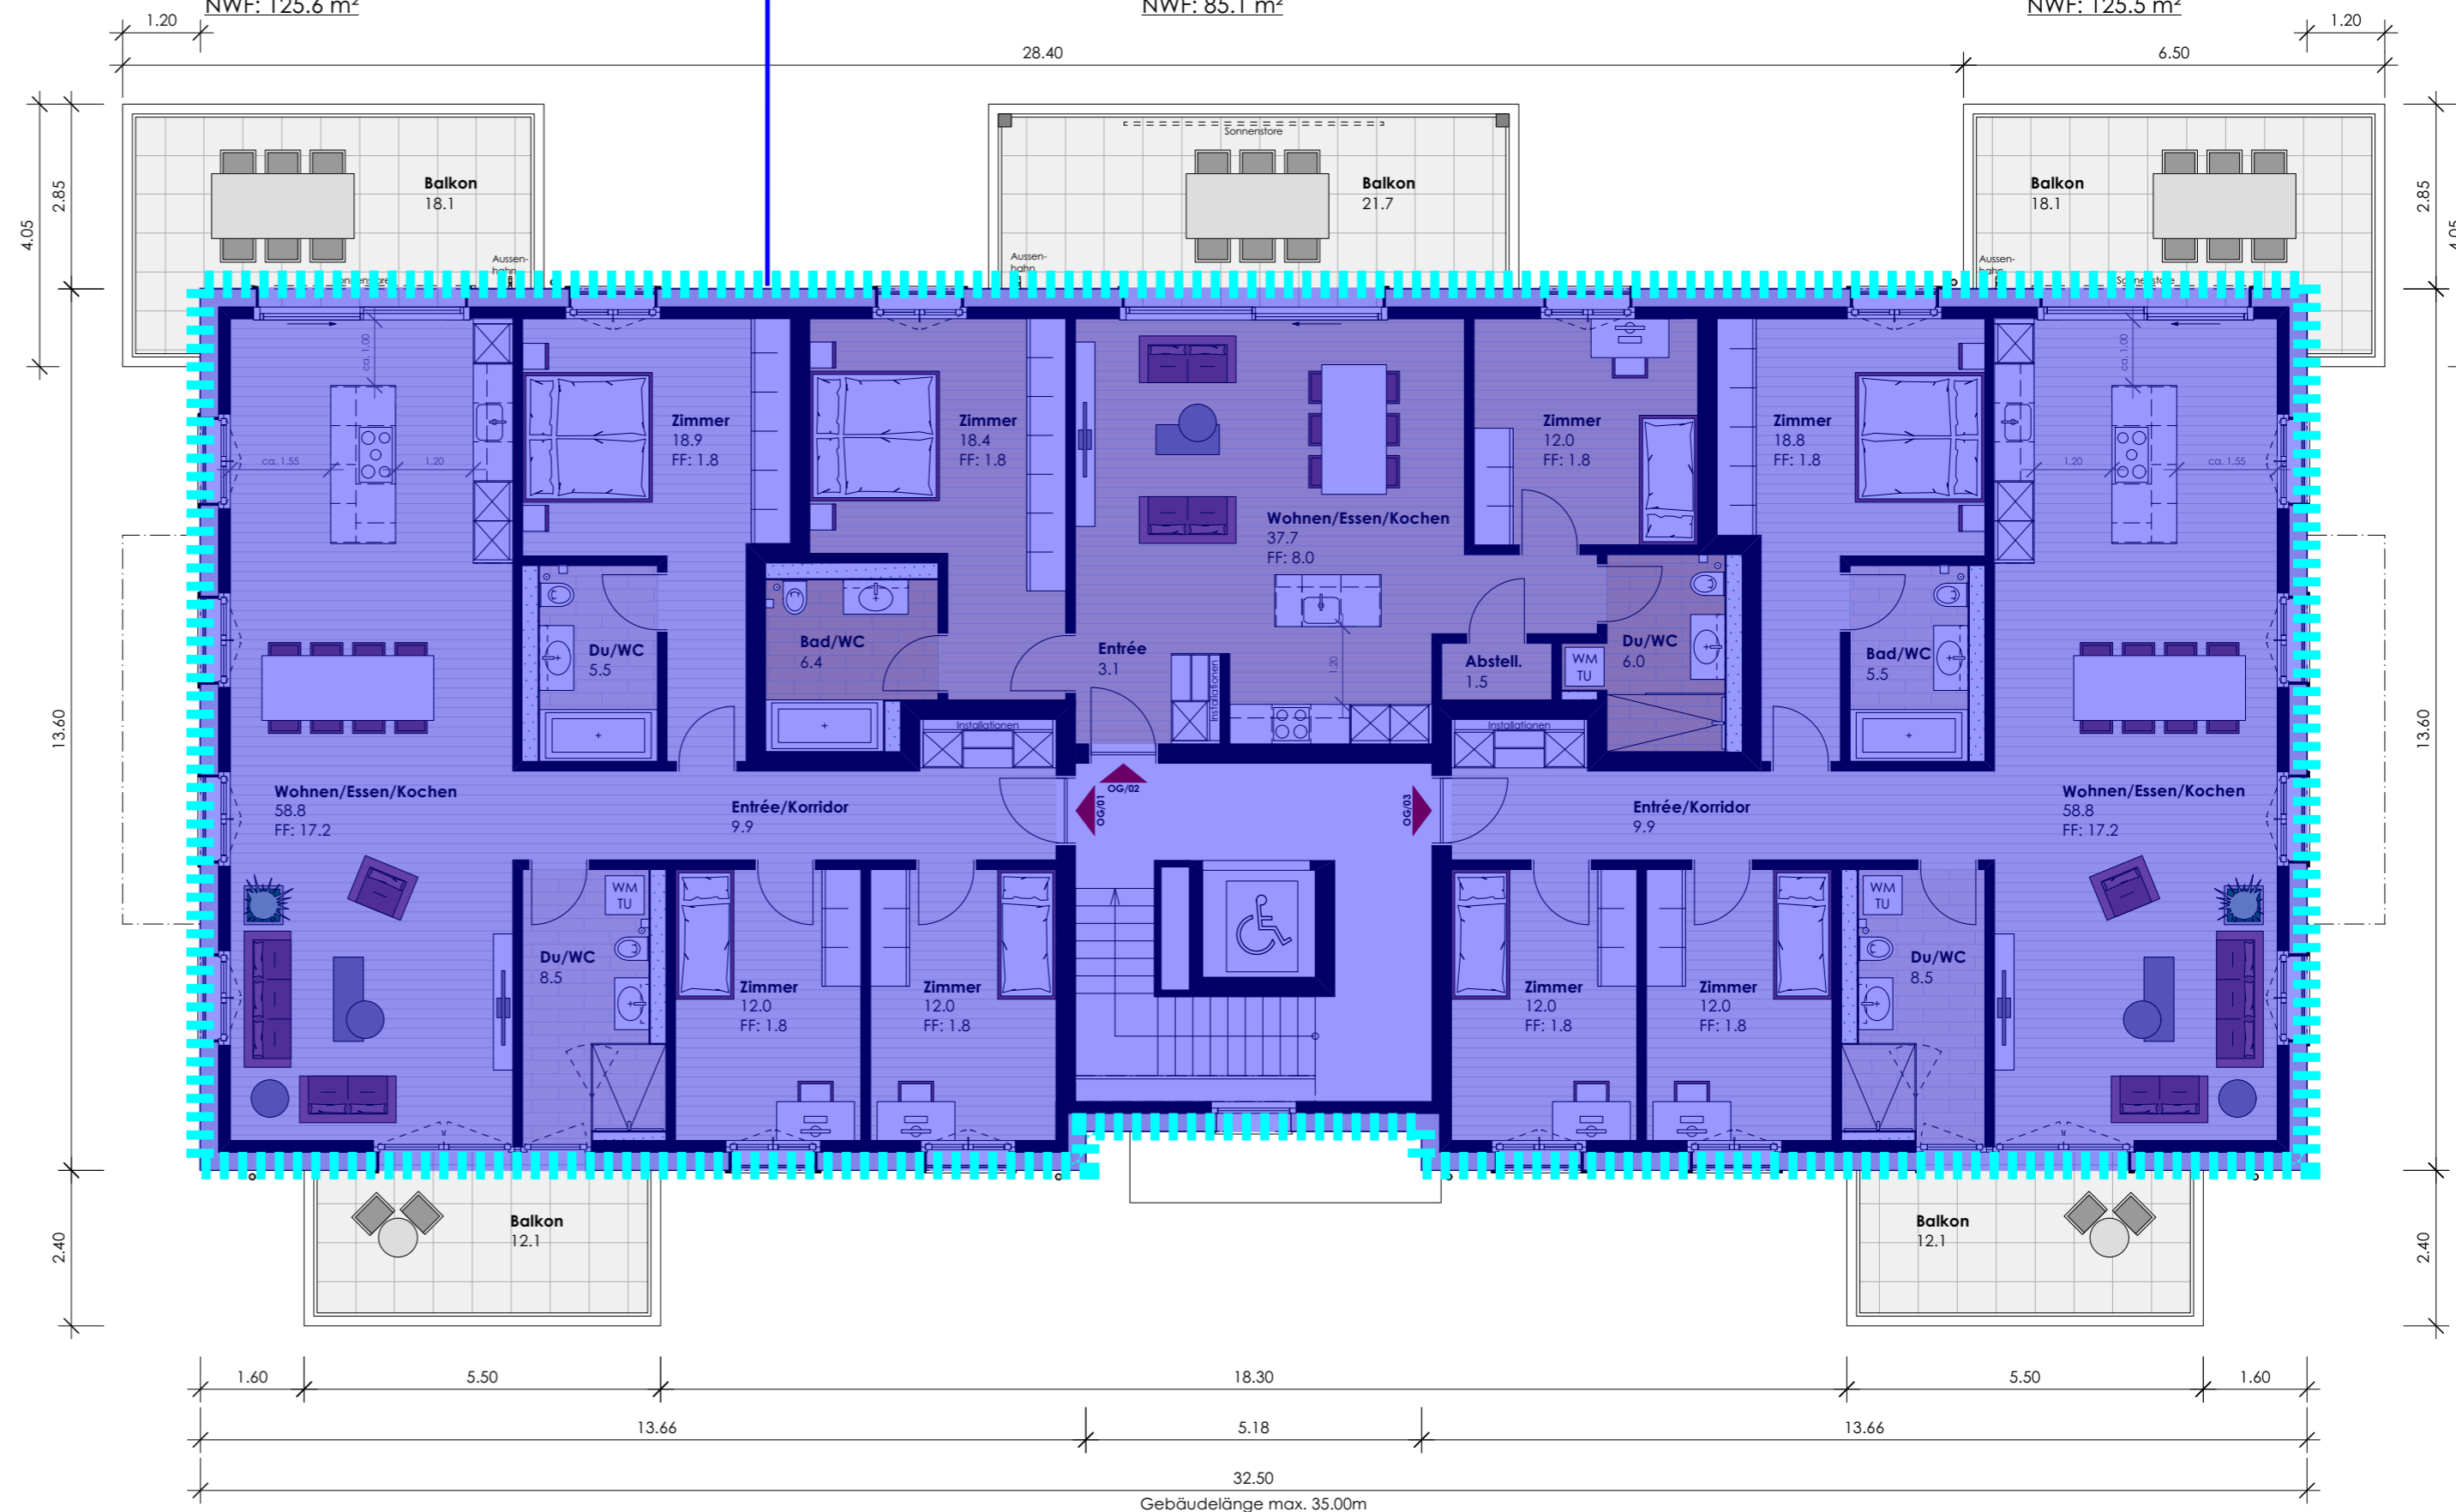 NWF: 125.6 m²
NWF: 85.1 m²
NWF: 125.5 m²
1.20
1.20
28.40
6.50
Sonnenstore
Balkon
18.1
Balkon
21.7
Balkon
18.1
2.85
4.05
2.85
4.05
Aussen-
hahn
Aussen-
hahn
Aussen-
hahn
Sonnenstore
Sonnenstore
ca. 1.00
ca. 1.00
Zimmer
18.9
FF: 1.8
Zimmer
18.4
FF: 1.8
Zimmer
12.0
FF: 1.8
Zimmer
18.8
FF: 1.8
ca. 1.55
1.20
1.20
ca. 1.55
Wohnen/Essen/Kochen
37.7
FF: 8.0
Du/WC
5.5
Bad/WC
6.4
Entrée
3.1
1.20
Abstell.
1.5
WM
TU
Du/WC
6.0
Bad/WC
5.5
Installationen
Installationen
Installationen
13.60
13.60
Wohnen/Essen/Kochen
58.8
FF: 17.2
Entrée/Korridor
9.9
OG/01
OG/02
OG/03
Entrée/Korridor
9.9
Wohnen/Essen/Kochen
58.8
FF: 17.2
WM
TU
WM
TU
Du/WC
8.5
Zimmer
12.0
FF: 1.8
Zimmer
12.0
FF: 1.8
Zimmer
12.0
FF: 1.8
Zimmer
12.0
FF: 1.8
Du/WC
8.5
Balkon
12.1
Balkon
12.1
2.40
2.40
1.60
5.50
18.30
5.50
1.60
13.66
5.18
13.66
32.50
Gebäudelänge max. 35.00m